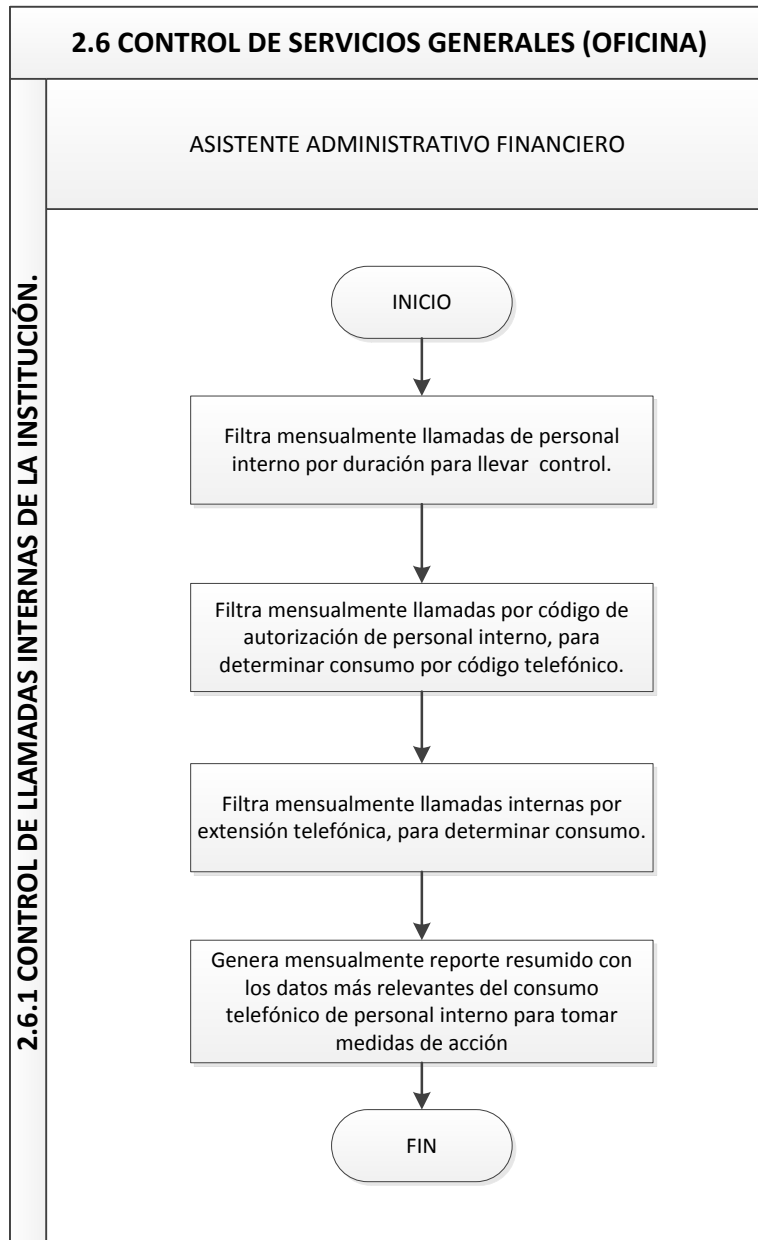 2.6 CONTROL DE SERVICIOS GENERALES (OFICINA)
ASISTENTE ADMINISTRATIVO FINANCIERO
2.6.1 CONTROL DE LLAMADAS INTERNAS DE LA INSTITUCIÓN.
INICIO
Filtra mensualmente llamadas de personal
interno por duración para llevar control.
Filtra mensualmente llamadas por código de
autorización de personal interno, para
determinar consumo por código telefónico.
Filtra mensualmente llamadas internas por
extensión telefónica, para determinar consumo.
Genera mensualmente reporte resumido con
los datos más relevantes del consumo
telefónico de personal interno para tomar
medidas de acción
FIN